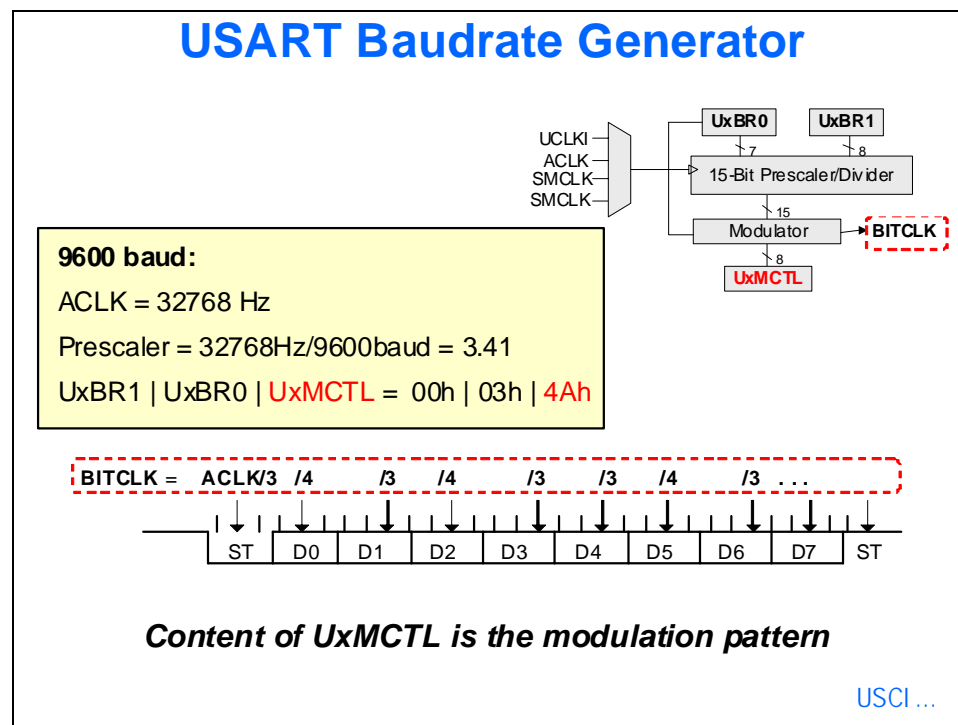 USART Baudrate Generator
UxBR0 UxBR1
UCLKI
7 8
ACLK
15-Bit Prescaler/Divider
SMCLK
SMCLK
15
Modulator BITCLK
8
UxMCTL
9600 baud:
ACLK = 32768 Hz
Prescaler = 32768Hz/9600baud = 3.41
UxBR1 | UxBR0 | UxMCTL = 00h | 03h | 4Ah
BITCLK = ACLK/3 /4 /3 /4 /3 /3 /4 /3 . . .
ST D0 D1 D2 D3 D4 D5 D6 D7 ST
Content of UxMCTL is the modulation pattern
USCI ...